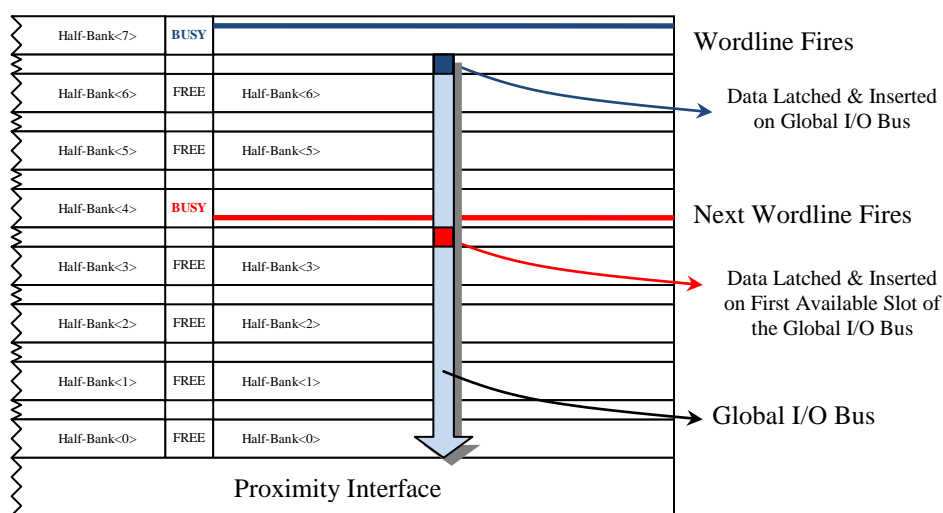 Half-Bank<7> BUSY
Wordline Fires
Half-Bank<6> FREE Half-Bank<6>
Data Latched & Inserted
on Global I/O Bus
Half-Bank<5> FREE Half-Bank<5>
Half-Bank<4> BUSY
Next Wordline Fires
Half-Bank<3> FREE Half-Bank<3>
Data Latched & Inserted
on First Available Slot of
the Global I/O Bus
Half-Bank<2> FREE Half-Bank<2>
Half-Bank<1> FREE Half-Bank<1>
Global I/O Bus
Half-Bank<0> FREE Half-Bank<0>
Proximity Interface